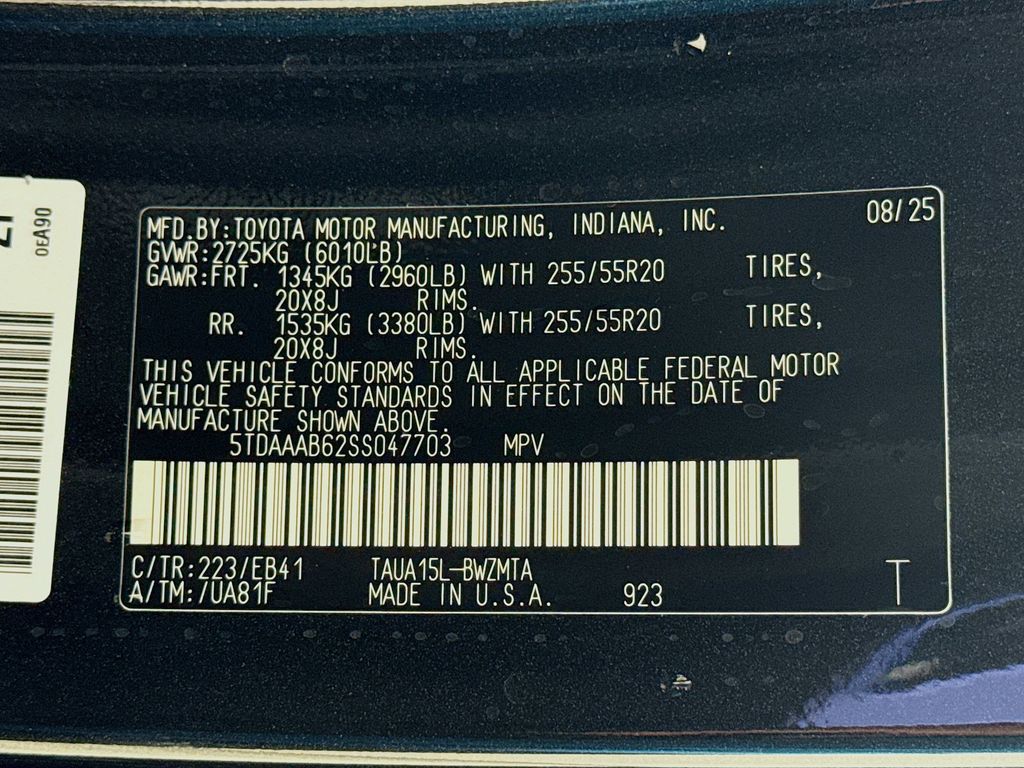 MFD.BY:TOYOTA MOTOR MANUFACTURING, INDIANA, INC. 08/25
GVWR:2725KG (6010LB)
GAWR:FRT. 1345KG (2960LB) WITH 255/55R20 TIRES,
20X8J RIMS.
RR. 1535KG (3380LB) WITH 255/55R20 TIRES,
20X8J RIMS.
THIS VEHICLE CONFORMS TO ALL APPLICABLE FEDERAL MOTOR
VEHICLE SAFETY STANDARDS IN EFFECT ON THE DATE OF
MANUFACTURE SHOWN ABOVE.
5TDAAAB62SS047703 MPV
C/TR:223/EB41 TAUA15L-BWZMTA
A/TM:/UA81F MADE IN U.S.A. 923 T
0EA90